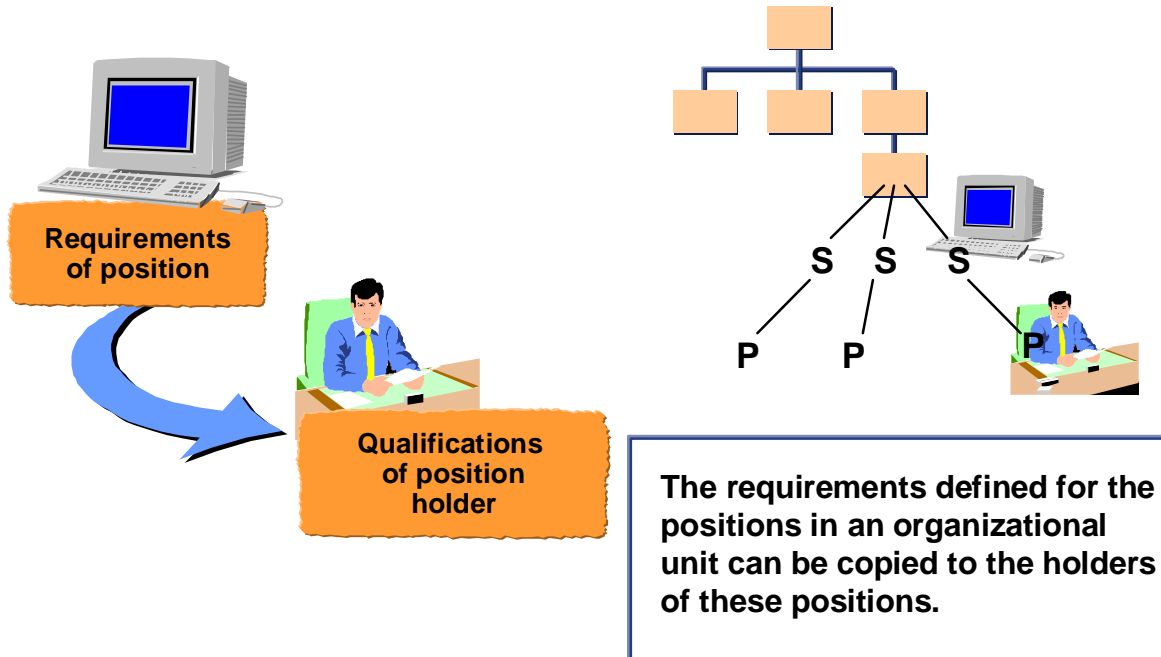 Requirements
of position
Qualifications
of position
holder
S S S
P P P
The requirements defined for the
positions in an organizational
unit can be copied to the holders
of these positions.